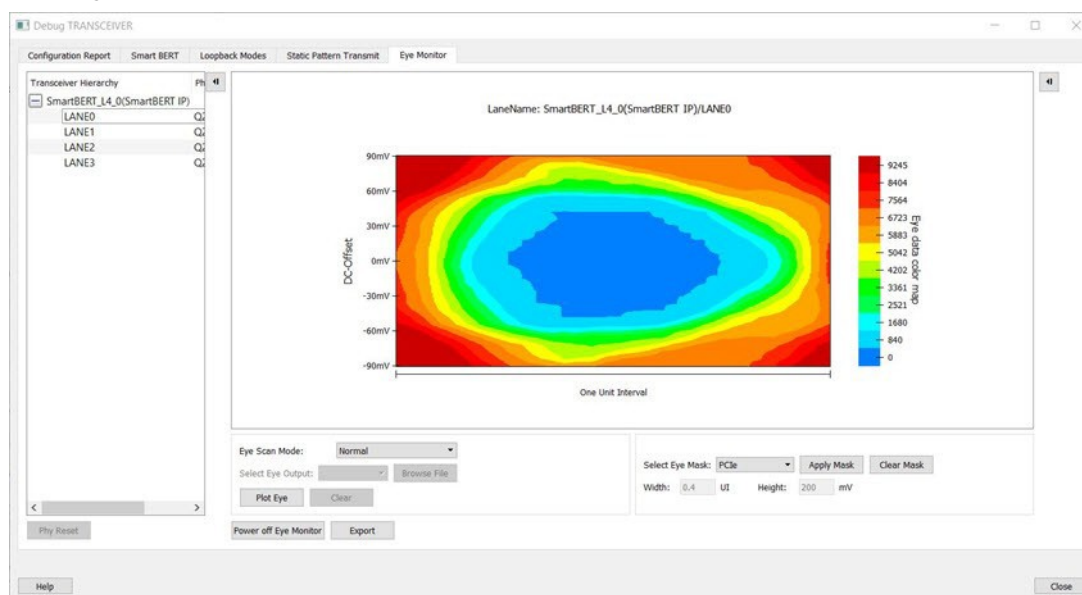 Debug TRANSCEIVER
Configuration Report Smart BERT Loopback Modes Static Pattern Transmit Eye Monitor
Transceiver Hierarchy Ph
SmartBERT_L4_0(SmartBERT IP)
LANE0
LANE1
LANE2
LANE3
LaneName: SmartBERT_L4_0(SmartBERT IP)/LANE0
DC-Offset
90mV
60mV
30mV
0mV
-30mV
-60mV
-90mV
One Unit Interval
9245
8404
7564
6723
5883
5042
4202
3361
2521
1680
840
0
Eye data color map
Eye Scan Mode: Normal
Select Eye Output: Browse File
Plot Eye Clear
Select Eye Mask: PCIe Apply Mask Clear Mask
Width: 0.4 UI Height: 200 mV
Phy Reset
Power off Eye Monitor Export
Help
Close